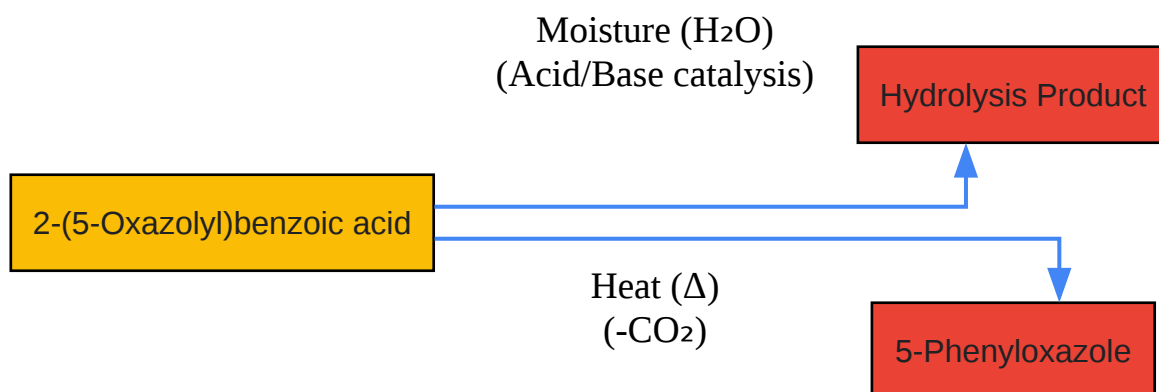 Moisture (H₂O)
(Acid/Base catalysis)
Hydrolysis Product
2-(5-Oxazolyl)benzoic acid
Heat (Δ)
(-CO₂)
5-Phenyloxazole